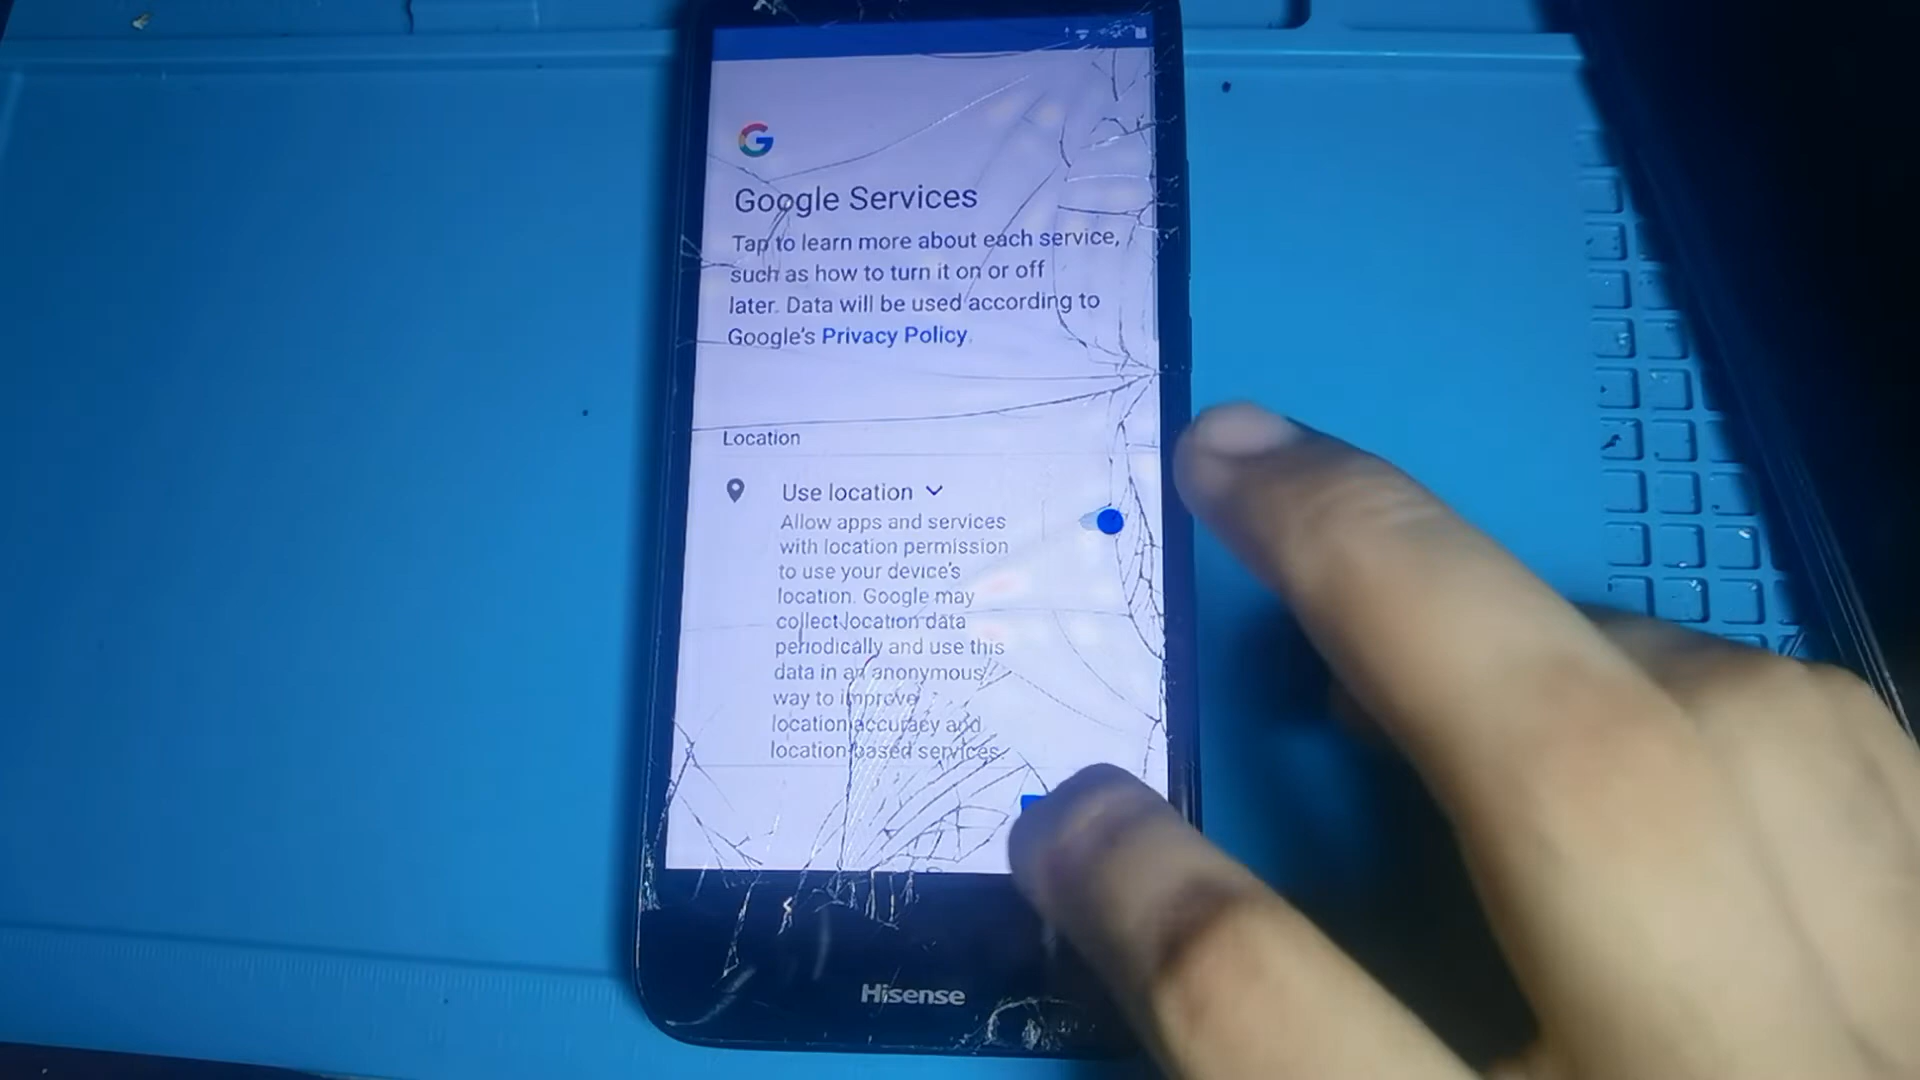 Google Services
Tap to learn more about each service,
such as how to turn it on or off
later. Data will be used according to
Google's Privacy Policy.
Location
Use location
Allow apps and services
with location permission
to use your device's
location. Google may
collect location data
periodically and use this
data in an anonymous
way to improve
location accuracy and
location-based services.
Hisense